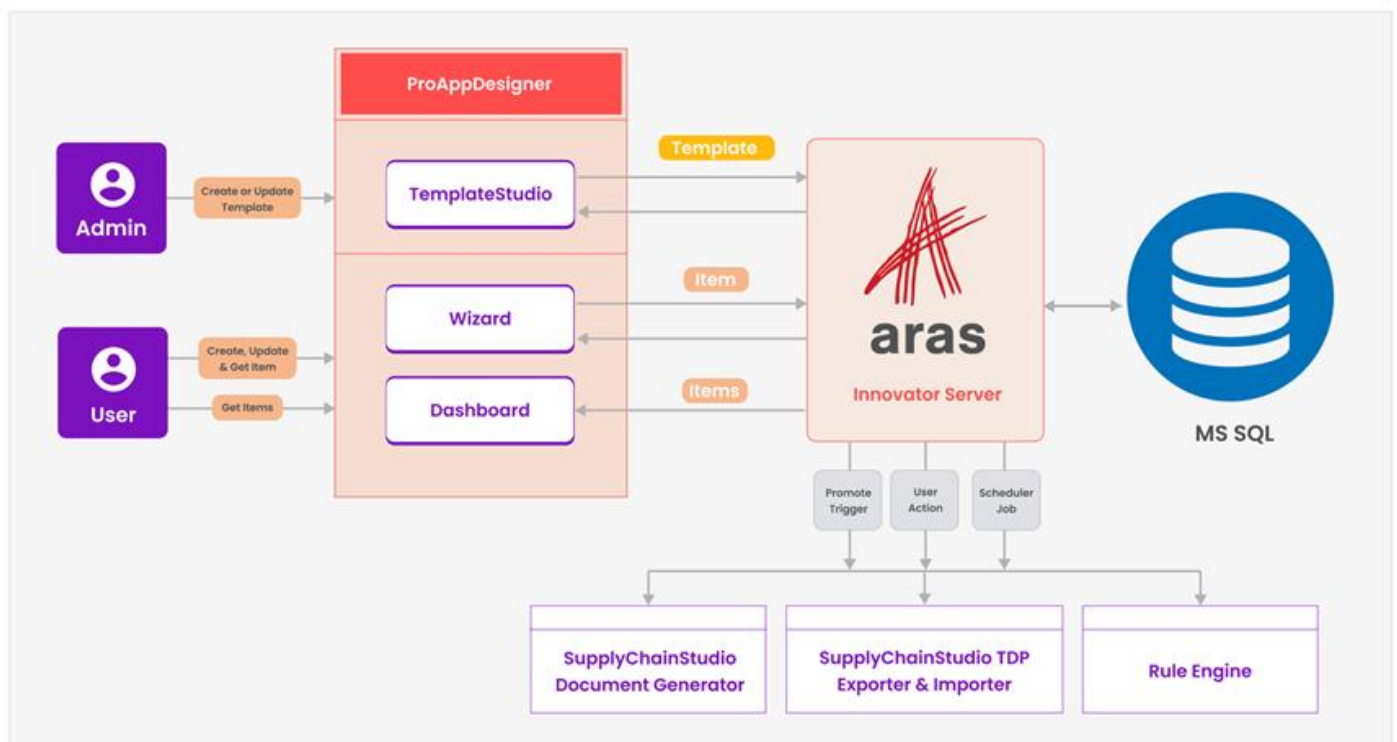 ProAppDesigner
Template
TemplateStudio
Admin
Create or Update
Template
Item
Wizard
User
Create, Update
& Get Item
Get Items
Items
Dashboard
aras
Innovator Server
MS SQL
Promote
Trigger
User
Action
Scheduler
Job
SupplyChainStudio
Document Generator
SupplyChainStudio TDP
Exporter & Importer
Rule Engine